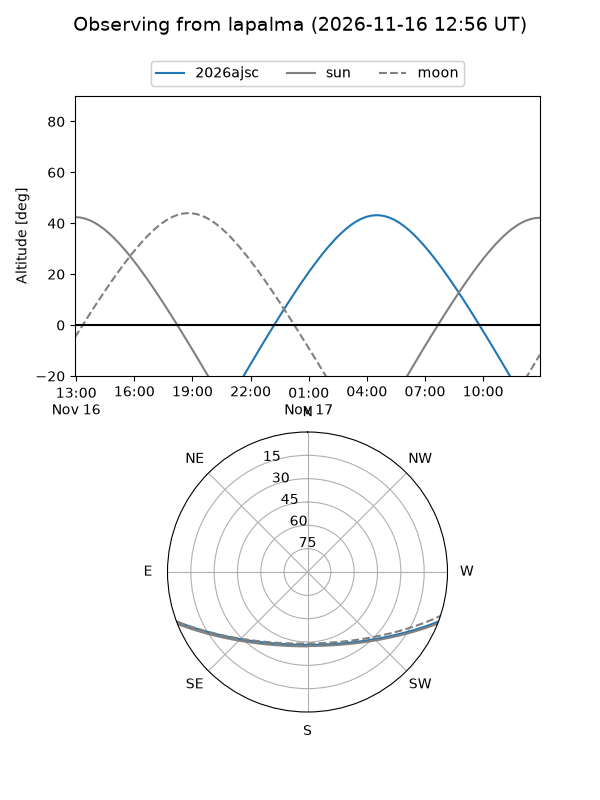 Observing from lapalma (2026-11-16 12:56 UT)
2026ajsc sun moon
Altitude [deg]
80
60
40
20
0
−20
13:00 16:00 19:00 22:00 01:00 04:00 07:00 10:00
Nov 16 Nov 17
N
NE NW
15
30
45
60
75
E W
SE SW
S